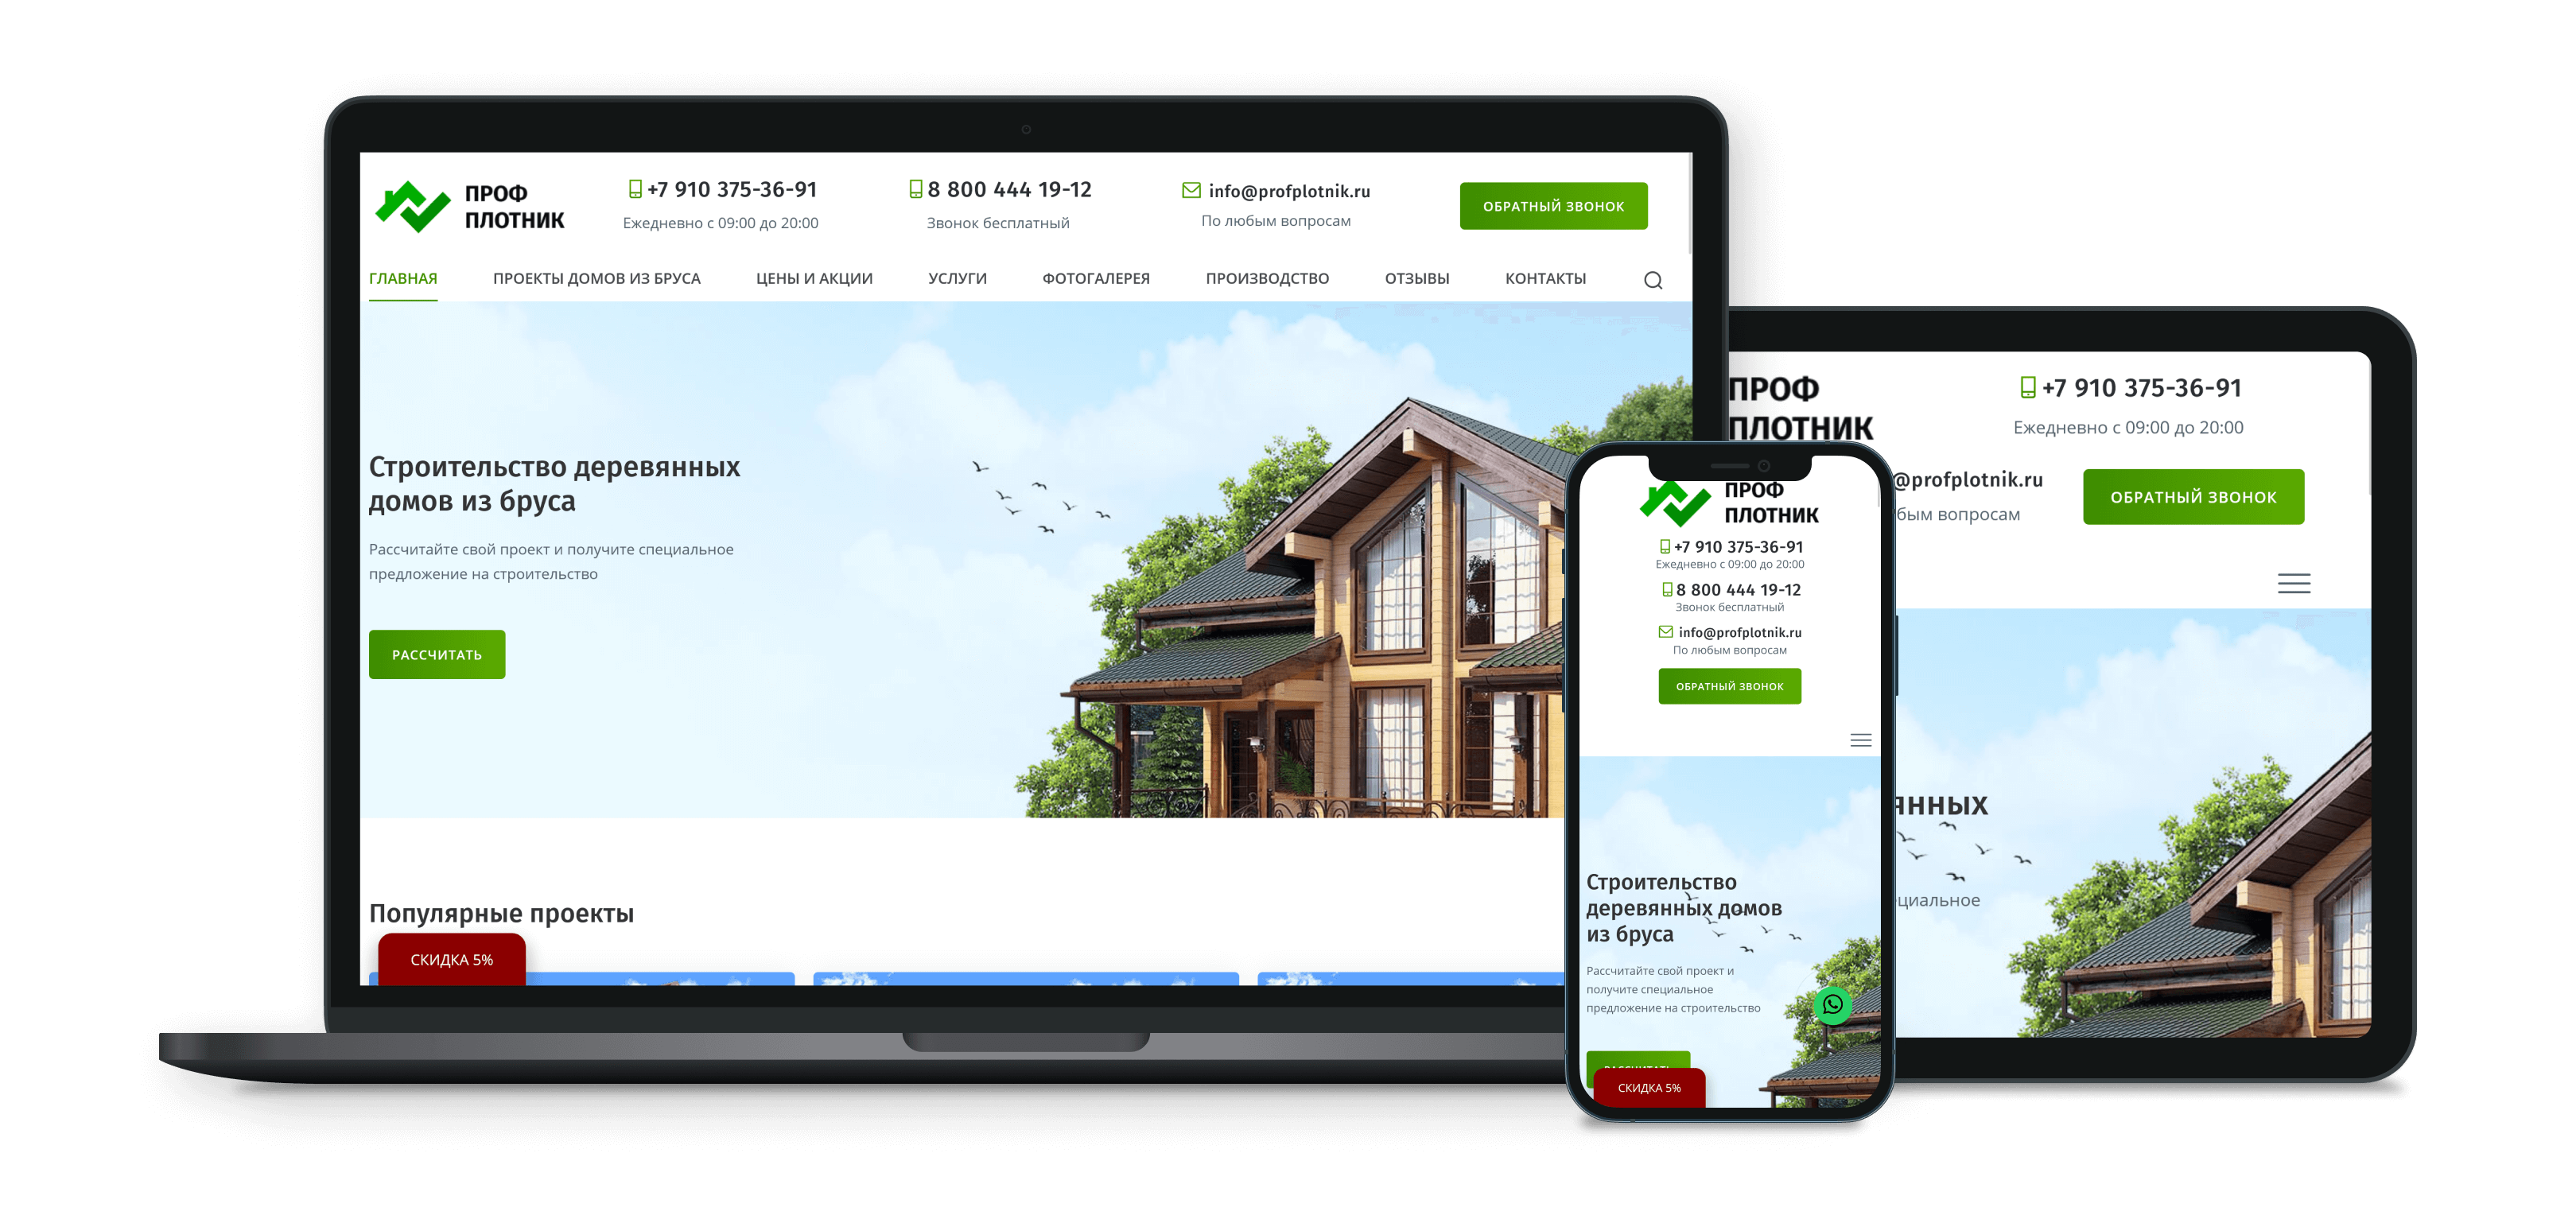 ПРОФ
ПЛОТНИК
+7 910 375-36-91
Ежедневно с 09:00 до 20:00
8 800 444 19-12
Звонок бесплатный
info@profplotnik.ru
По любым вопросам
ОБРАТНЫЙ ЗВОНОК
ГЛАВНАЯ
ПРОЕКТЫ ДОМОВ ИЗ БРУСА
ЦЕНЫ И АКЦИИ
УСЛУГИ
ФОТОГАЛЕРЕЯ
ПРОИЗВОДСТВО
ОТЗЫВЫ
КОНТАКТЫ
Строительство деревянных
домов из бруса
Рассчитайте свой проект и получите специальное
предложение на строительство
РАССЧИТАТЬ
Популярные проекты
СКИДКА 5%
ПРОФ
ПЛОТНИК
+7 910 375-36-91
Ежедневно с 09:00 до 20:00
8 800 444 19-12
Звонок бесплатный
info@profplotnik.ru
По любым вопросам
ОБРАТНЫЙ ЗВОНОК
Строительство
деревянных домов
из бруса
Рассчитайте свой проект и
получите специальное
предложение на строительство
СКИДКА 5%
ПРОФ
ПЛОТНИК
+7 910 375-36-91
Ежедневно с 09:00 до 20:00
@profplotnik.ru
бым вопросам
ОБРАТНЫЙ ЗВОНОК
янных
циальное